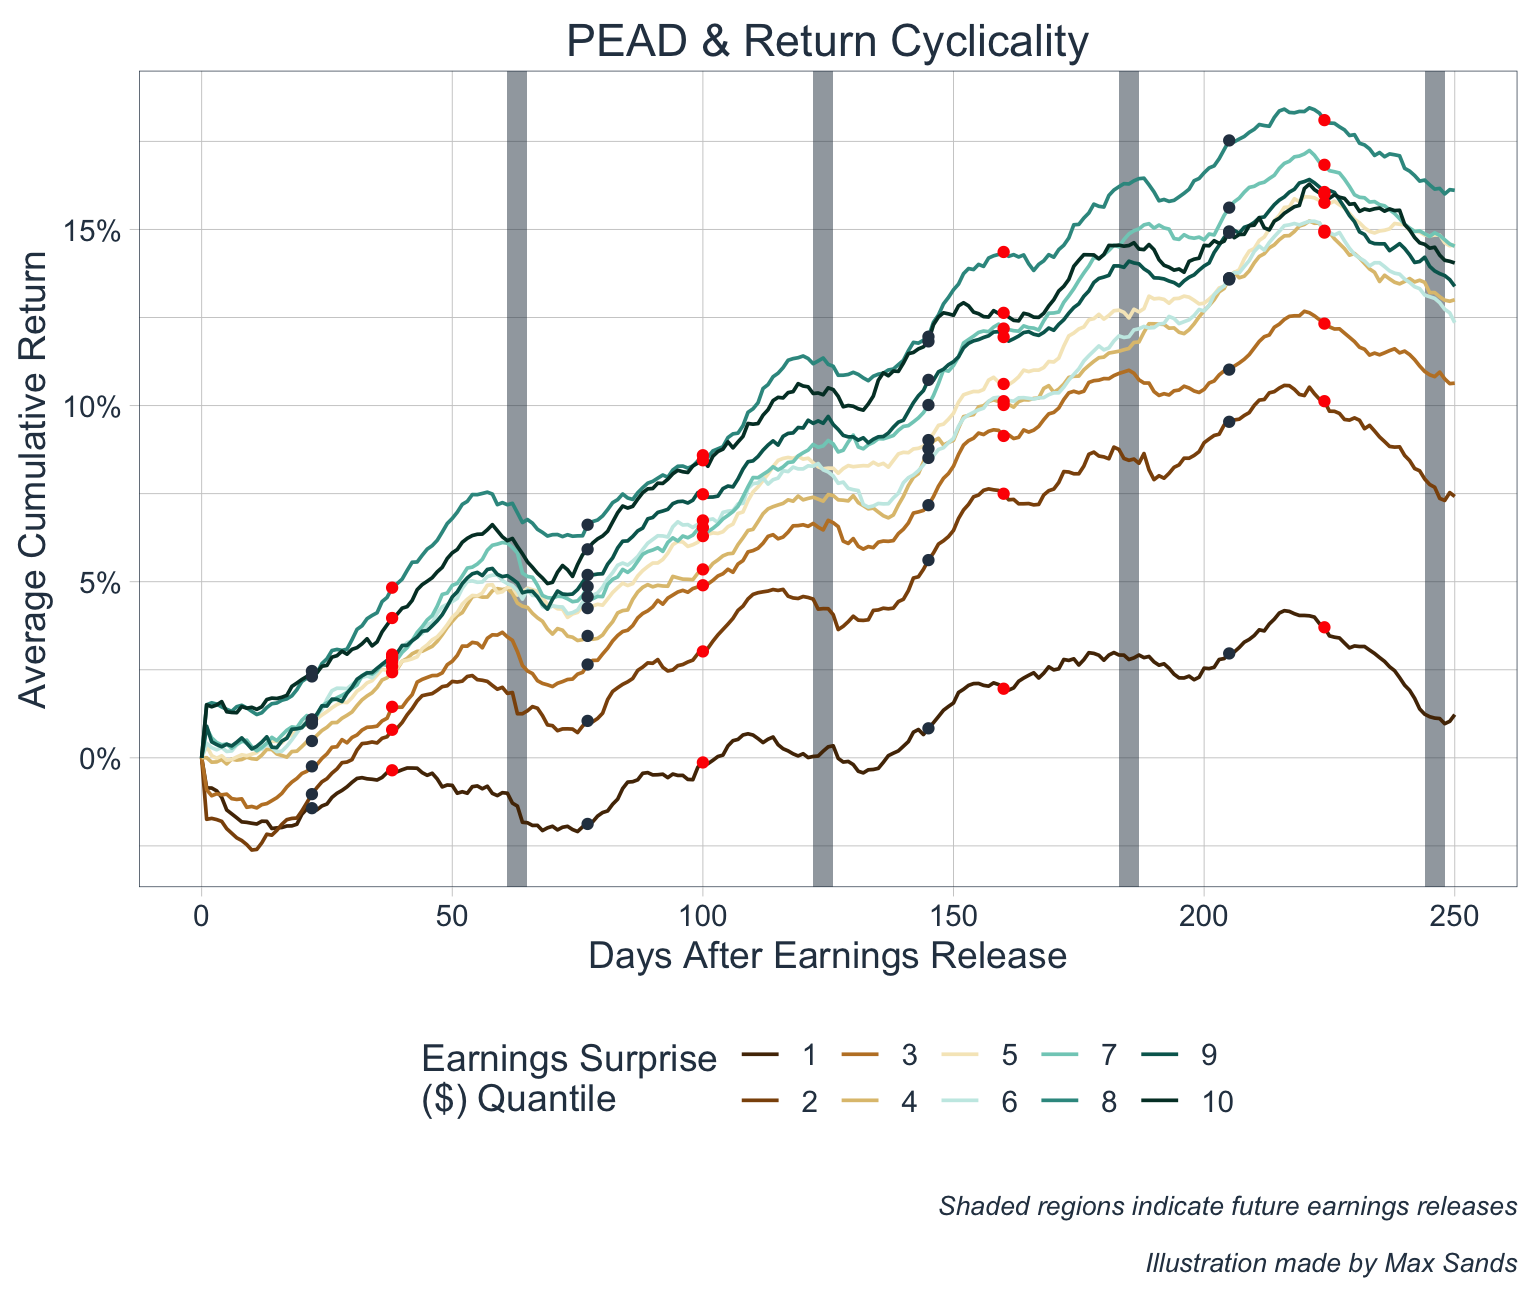 PEAD & Return Cyclicality
Average Cumulative Return
15%
10%
5%
0%
0 50 100 150 200 250
Days After Earnings Release
Earnings Surprise
($) Quantile
1 3 5 7 9
2 4 6 8 10
Shaded regions indicate future earnings releases
Illustration made by Max Sands